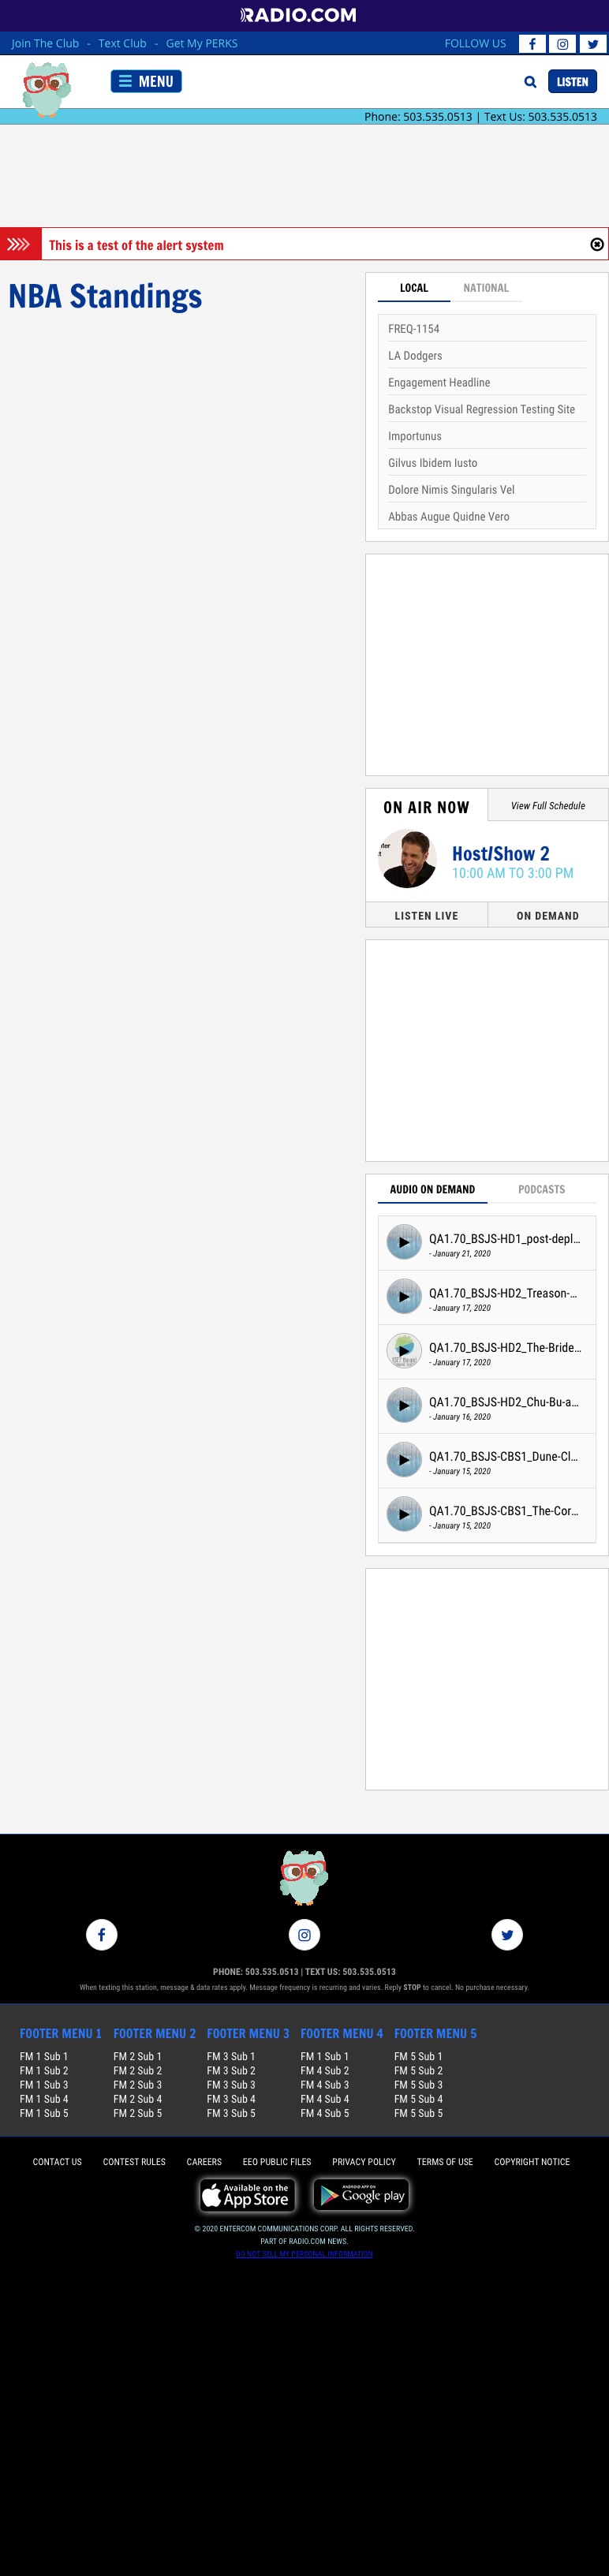 RADIO.COM
Join The Club - Text Club - Get My PERKS
FOLLOW US
MENU
LISTEN
Phone: 503.535.0513 | Text Us: 503.535.0513
This is a test of the alert system
NBA Standings
LOCAL
NATIONAL
FREQ-1154
LA Dodgers
Engagement Headline
Backstop Visual Regression Testing Site
Importunus
Gilvus Ibidem Iusto
Dolore Nimis Singularis Vel
Abbas Augue Quidne Vero
ON AIR NOW
View Full Schedule
Host/Show 2
10:00 AM TO 3:00 PM
LISTEN LIVE
ON DEMAND
AUDIO ON DEMAND
PODCASTS
QA1.70_BSJS-HD1_post-depl...
- January 21, 2020
QA1.70_BSJS-HD2_Treason-...
- January 17, 2020
QA1.70_BSJS-HD2_The-Bride...
- January 17, 2020
QA1.70_BSJS-HD2_Chu-Bu-a...
- January 16, 2020
QA1.70_BSJS-CBS1_Dune-Cl...
- January 15, 2020
QA1.70_BSJS-CBS1_The-Cor...
- January 15, 2020
PHONE: 503.535.0513 | TEXT US: 503.535.0513
When texting this station, message & data rates apply. Message frequency is recurring and varies. Reply STOP to cancel. No purchase necessary.
FOOTER MENU 1
FM 1 Sub 1
FM 1 Sub 2
FM 1 Sub 3
FM 1 Sub 4
FM 1 Sub 5
FOOTER MENU 2
FM 2 Sub 1
FM 2 Sub 2
FM 2 Sub 3
FM 2 Sub 4
FM 2 Sub 5
FOOTER MENU 3
FM 3 Sub 1
FM 3 Sub 2
FM 3 Sub 3
FM 3 Sub 4
FM 3 Sub 5
FOOTER MENU 4
FM 1 Sub 1
FM 4 Sub 2
FM 4 Sub 3
FM 4 Sub 4
FM 4 Sub 5
FOOTER MENU 5
FM 5 Sub 1
FM 5 Sub 2
FM 5 Sub 3
FM 5 Sub 4
FM 5 Sub 5
CONTACT US CONTEST RULES CAREERS EEO PUBLIC FILES PRIVACY POLICY TERMS OF USE COPYRIGHT NOTICE
Available on the
App Store
ANDROID APP ON
Google play
© 2020 ENTERCOM COMMUNICATIONS CORP. ALL RIGHTS RESERVED.
PART OF RADIO.COM NEWS.
DO NOT SELL MY PERSONAL INFORMATION